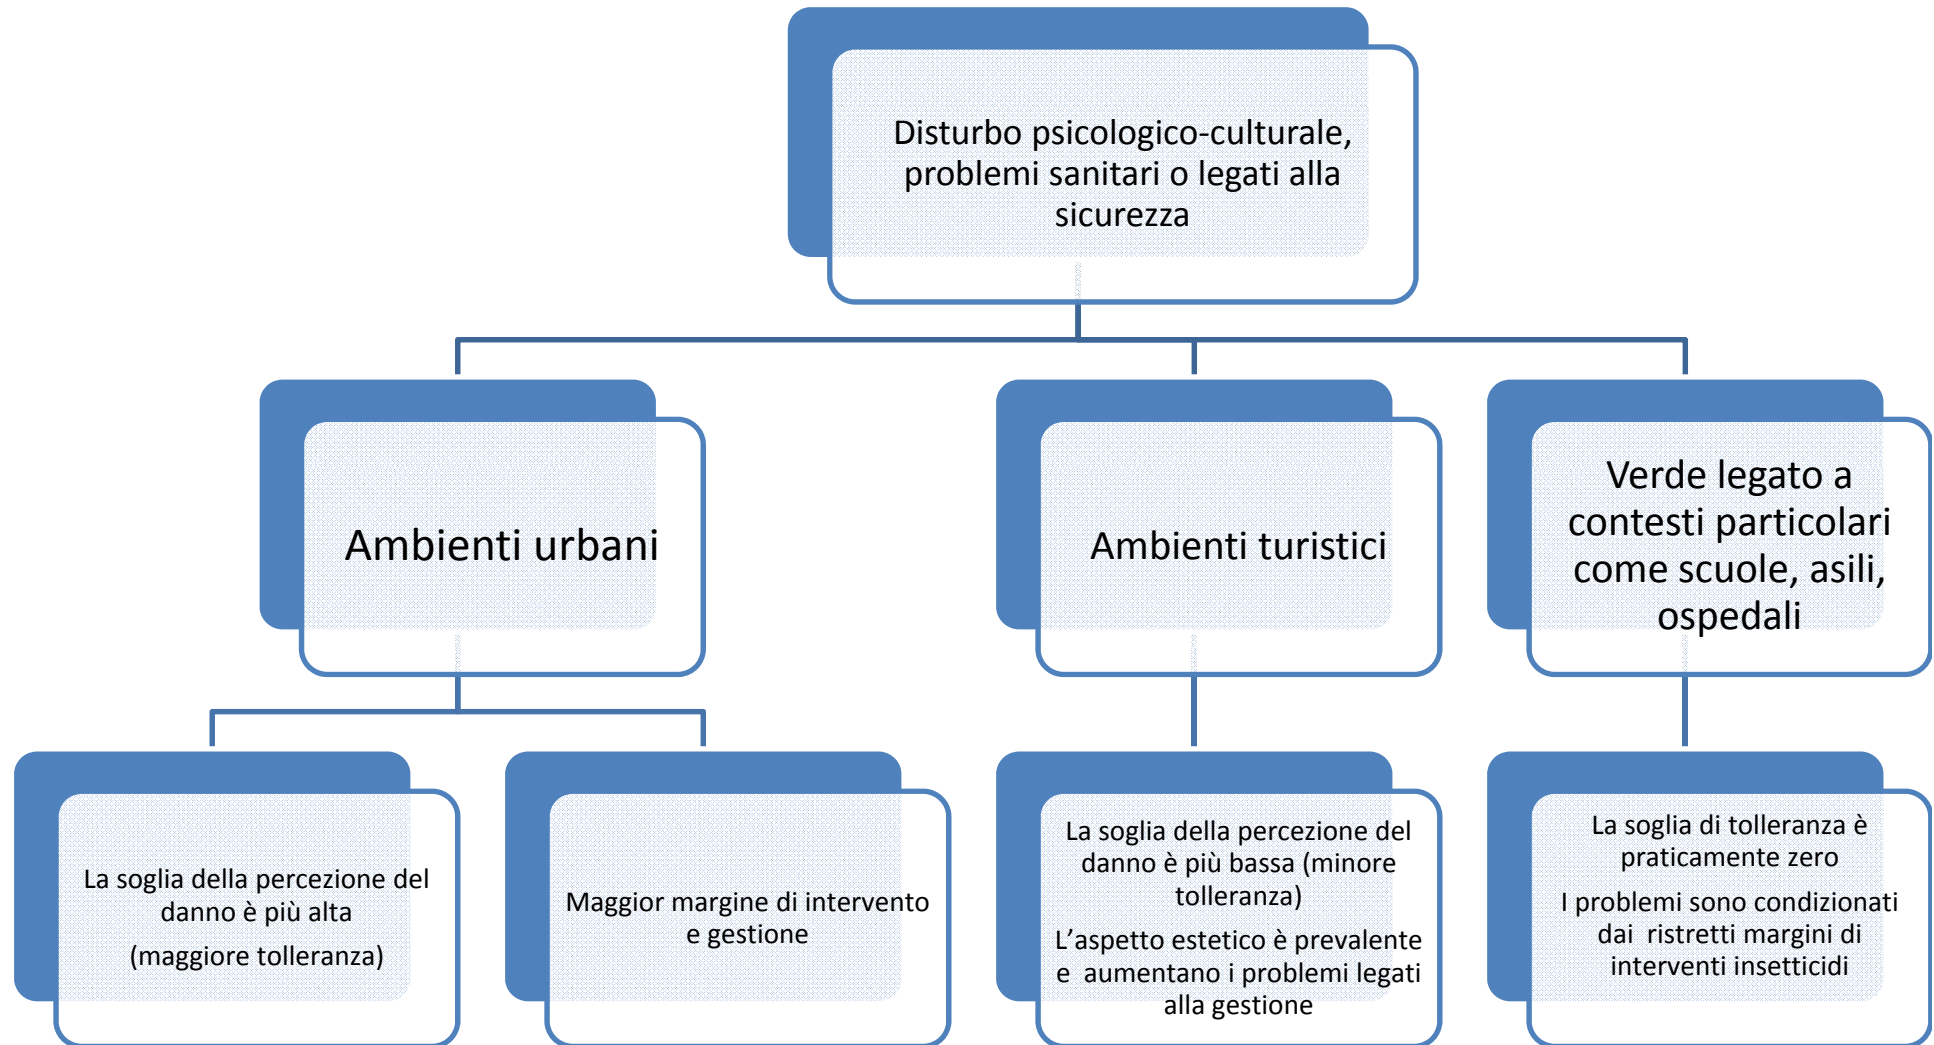 Disturbo psicologico-culturale,
problemi sanitari o legati alla
sicurezza
Ambienti urbani
Ambienti turistici
Verde legato a
contesti particolari
come scuole, asili,
ospedali
La soglia della percezione del
danno è più alta
(maggiore tolleranza)
Maggior margine di intervento
e gestione
La soglia della percezione del
danno è più bassa (minore
tolleranza)
L’aspetto estetico è prevalente
e aumentano i problemi legati
alla gestione
La soglia di tolleranza è
praticamente zero
I problemi sono condizionati
dai ristretti margini di
interventi insetticidi